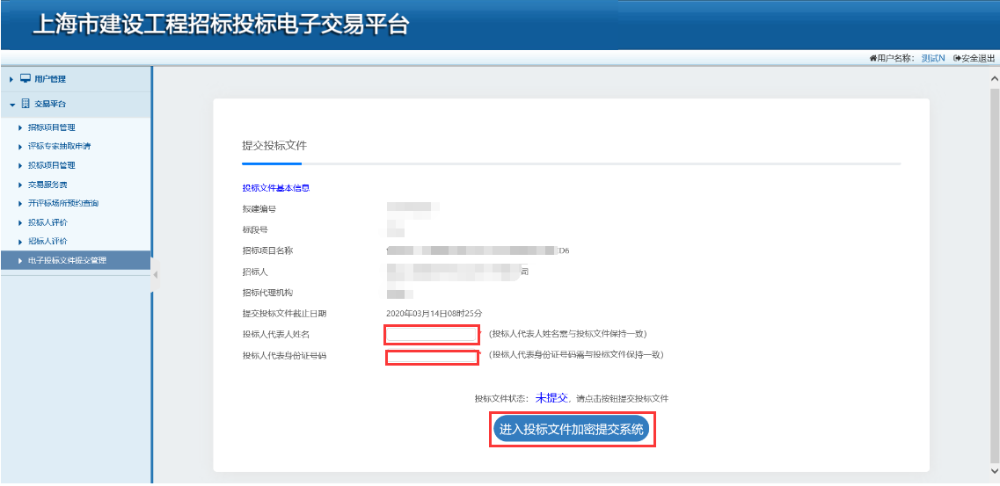 上海市建设工程招标投标电子交易平台
用户名称： 测试N 安全退出
用户管理
交易平台
招标项目管理
评标专家抽取申请
投标项目管理
交易服务费
开评标场所预约查询
投标人评价
招标人评价
电子投标文件提交管理
提交投标文件
投标文件基本信息
报建编号
标段号
招标项目名称 D6
招标人 司
招标代理机构
提交投标文件截止日期 2020年03月14日08时25分
投标人代表人姓名 (投标人代表人姓名需与投标文件保持一致)
投标人代表身份证号码 (投标人代表身份证号码需与投标文件保持一致)
投标文件状态： 未提交，请点击按钮提交投标文件
进入投标文件加密提交系统